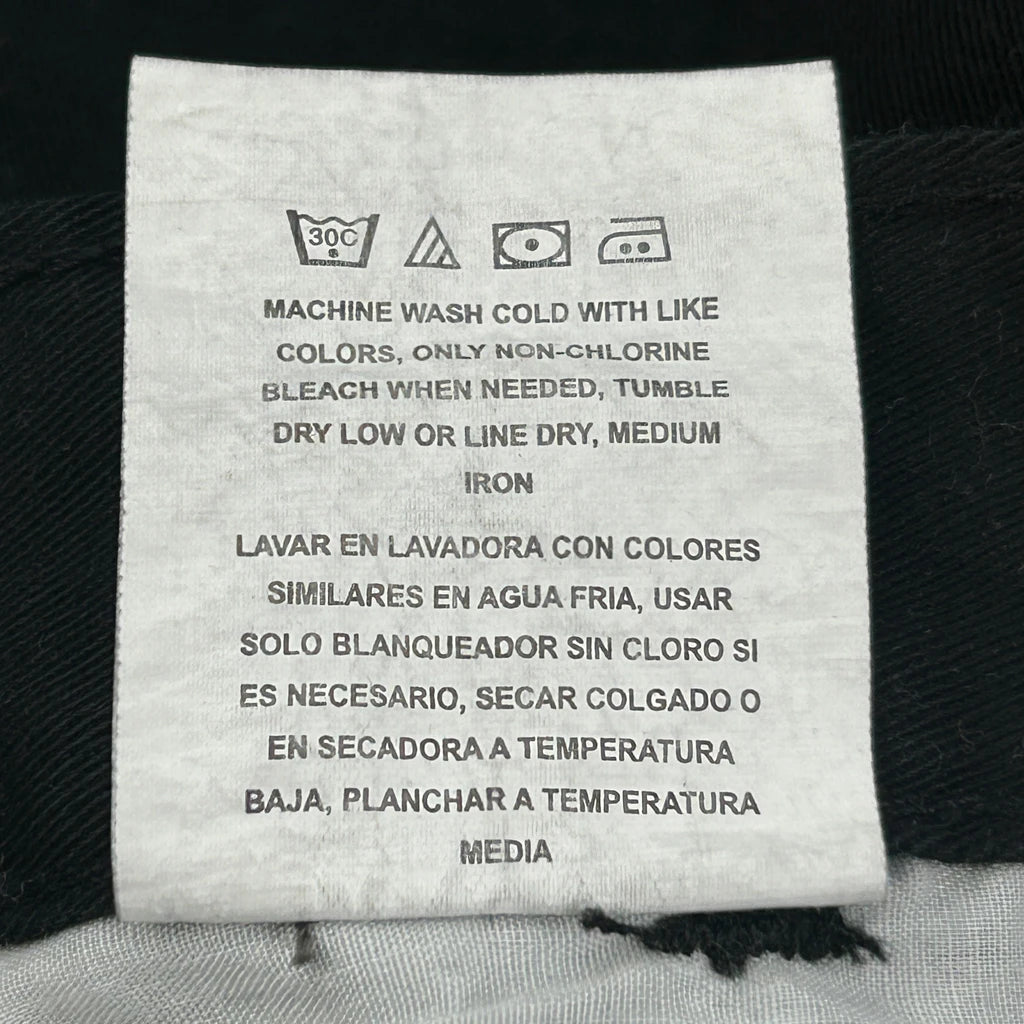 30C
MACHINE WASH COLD WITH LIKE
COLORS, ONLY NON-CHLORINE
BLEACH WHEN NEEDED, TUMBLE
DRY LOW OR LINE DRY, MEDIUM
IRON
LAVAR EN LAVADORA CON COLORES
SIMILARES EN AGUA FRIA, USAR
SOLO BLANQUEADOR SIN CLORO SI
ES NECESARIO, SECAR COLGADO O
EN SECADORA A TEMPERATURA
BAJA, PLANCHAR A TEMPERATURA
MEDIA